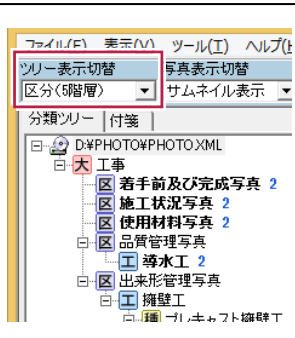 ファイル(F) 表示(V) ツール(T) ヘルプ(H
ツリー表示切替 写真表示切替
区分(5階層) サムネイル表示
分類ツリー 付箋
D:¥PHOTO¥PHOTO.XML
大 工事
区 着手前及び完成写真 2
区 施工状況写真 2
区 使用材料写真 2
区 品質管理写真
工 導水工 2
区 出来形管理写真
工 擁壁工
種 プレキャスト擁壁工